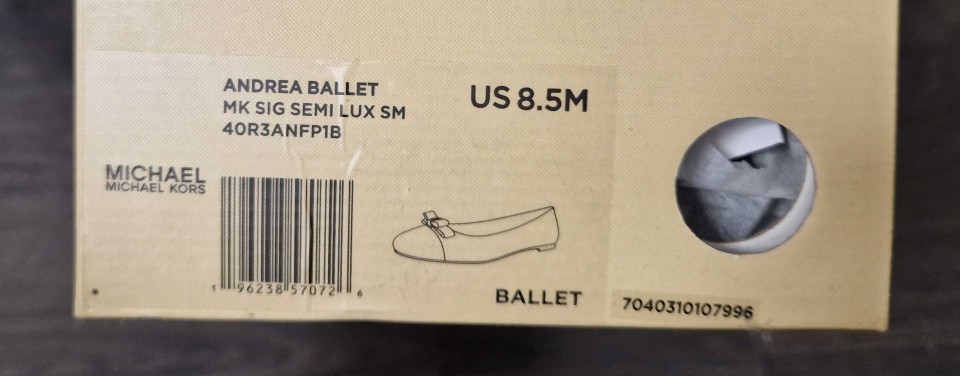 ANDREA BALLET
MK SIG SEMI LUX SM
40R3ANFP1B
US 8.5M
MICHAEL
MICHAEL KORS
1 96238 57072 6
BALLET
7040310107996